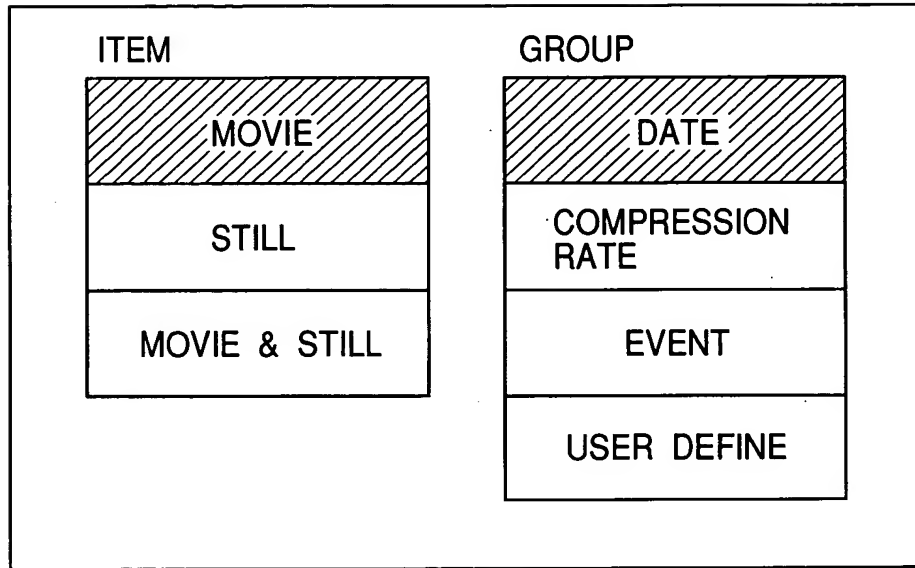 ITEM
MOVIE
STILL
MOVIE & STILL
GROUP
DATE
COMPRESSION
RATE
EVENT
USER DEFINE